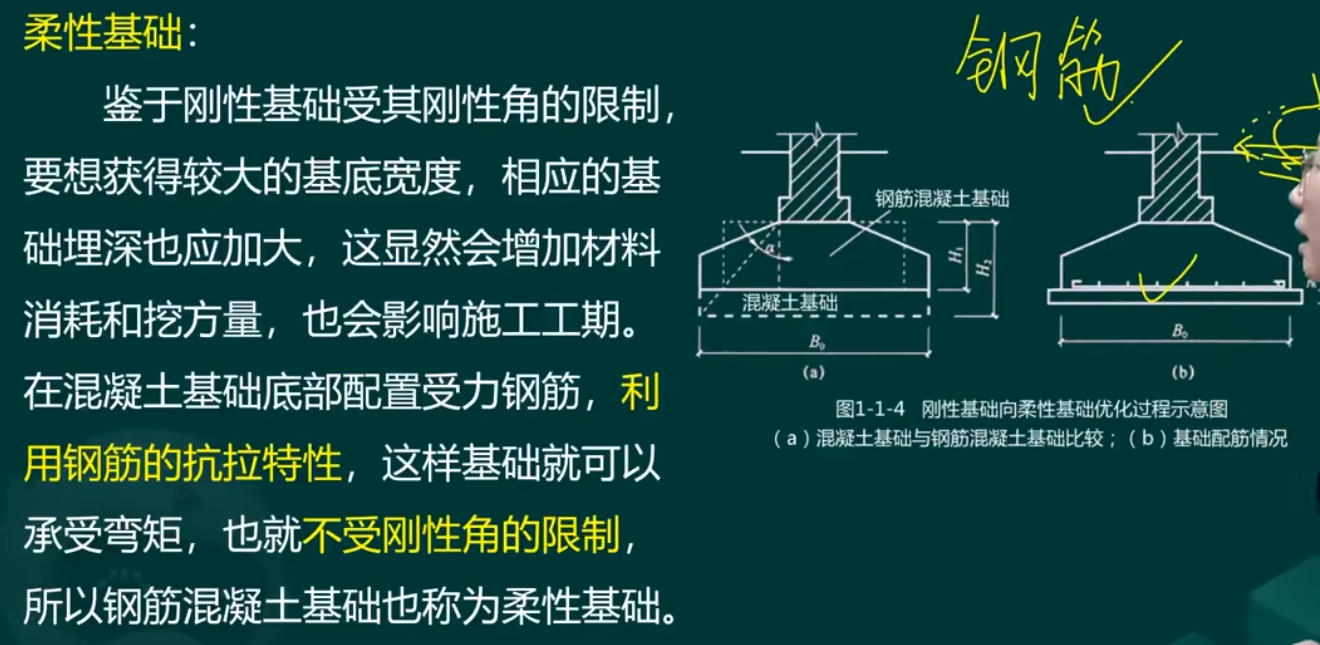 柔性基础：
鉴于刚性基础受其刚性角的限制，
要想获得较大的基底宽度，相应的基
础埋深也应加大，这显然会增加材料
消耗和挖方量，也会影响施工工期。
在混凝土基础底部配置受力钢筋，利
用钢筋的抗拉特性，这样基础就可以
承受弯矩，也就不受刚性角的限制，
所以钢筋混凝土基础也称为柔性基础。
钢筋
钢筋混凝土基础
α
H₁
H₂
混凝土基础
B₀
B₀
(a)
(b)
图1-1-4 刚性基础向柔性基础优化过程示意图
（a）混凝土基础与钢筋混凝土基础比较；（b）基础配筋情况